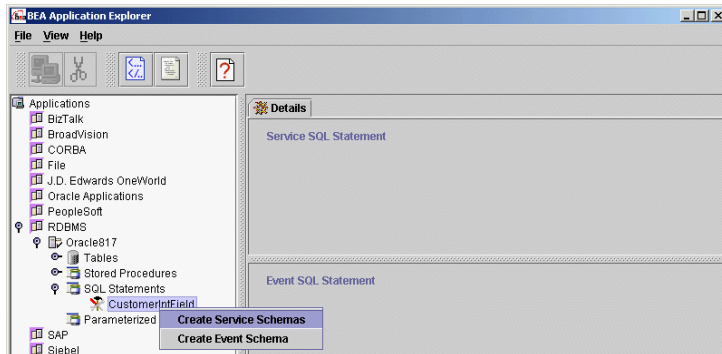 BEA Application Explorer
File View Help
Applications
BizTalk
BroadVision
CORBA
File
J.D. Edwards OneWorld
Oracle Applications
PeopleSoft
RDBMS
Oracle817
Tables
Stored Procedures
SQL Statements
CustomerIntField
Parameterized
SAP
Siebel
Create Service Schemas
Create Event Schema
Details
Service SQL Statement
Event SQL Statement